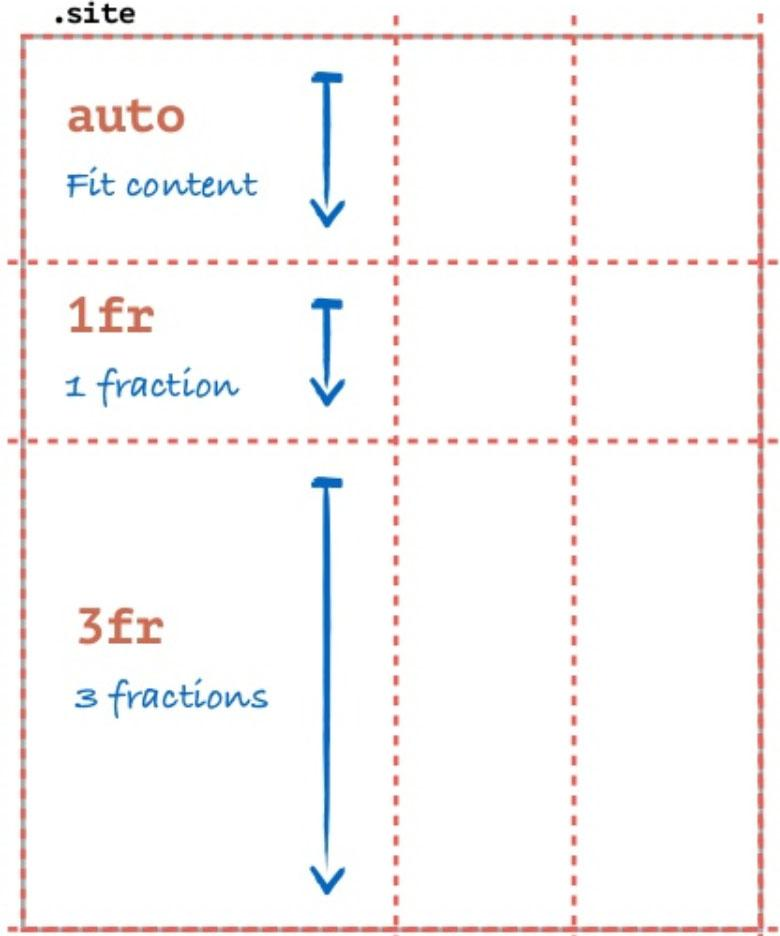 .site
auto
Fit content
1fr
1 fraction
3fr
3 fractions